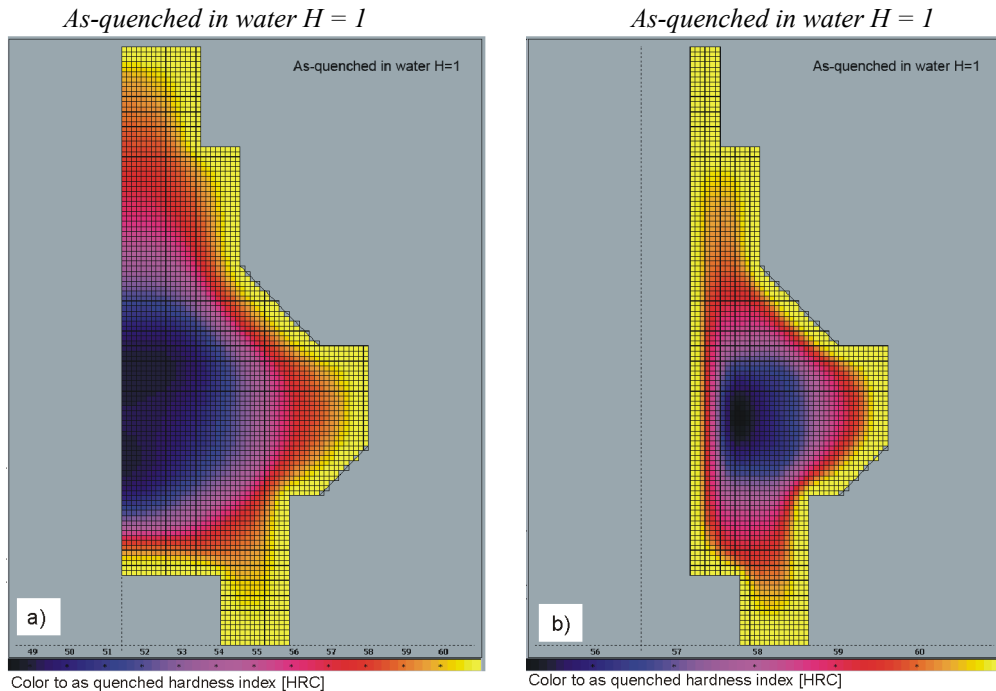 As-quenched in water H = 1
As-quenched in water H = 1
As-quenched in water H=1
As-quenched in water H=1
a)
b)
49 50 51 52 53 54 55 56 57 58 59 60
56 57 58 59 60
Color to as quenched hardness index [HRC]
Color to as quenched hardness index [HRC]